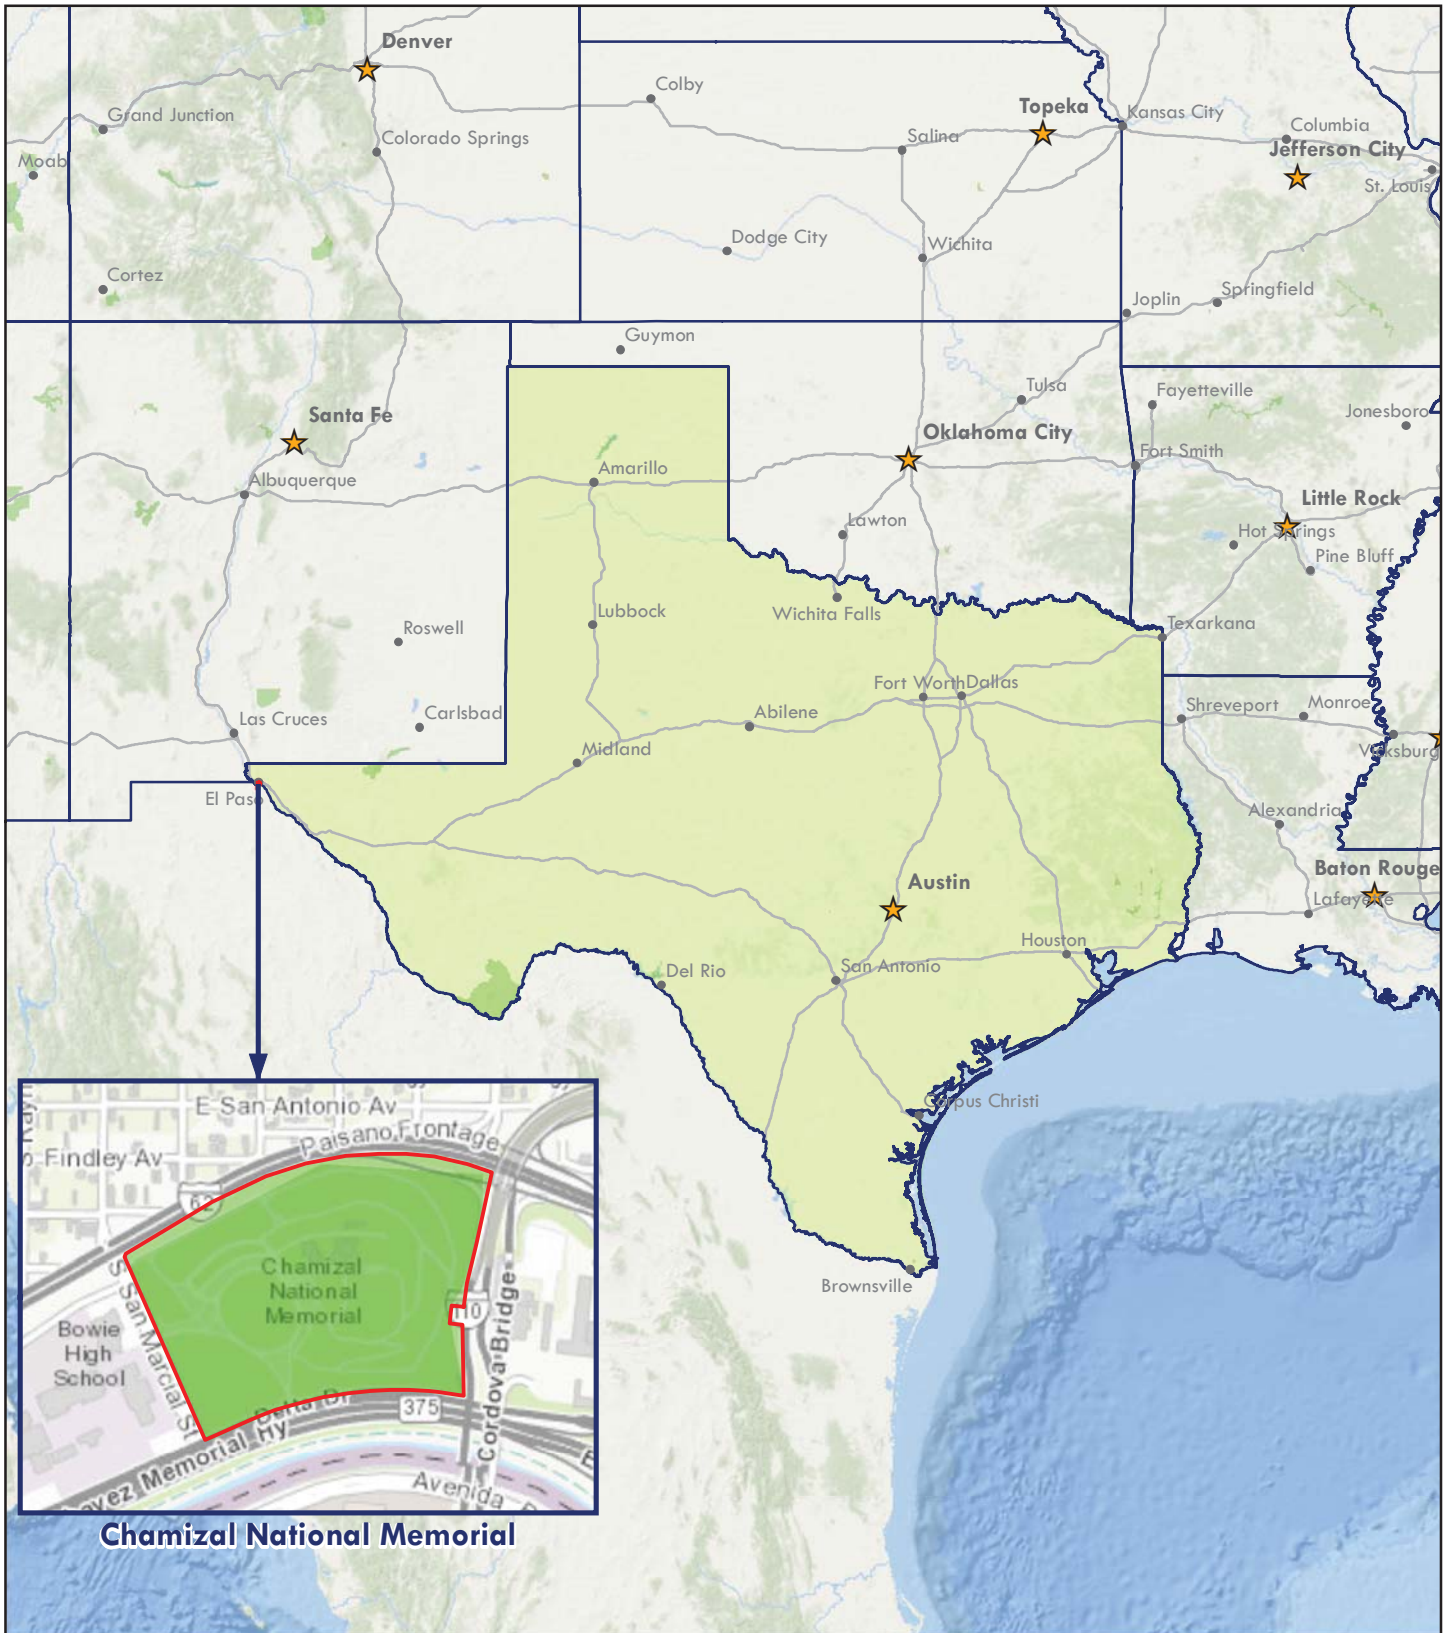 Denver
Colby
Topeka
Kansas City
Grand Junction
Columbia
Salina
Colorado Springs
Jefferson City
Moab
St. Louis
Dodge City
Wichita
Cortez
Springfield
Joplin
Guymon
Tulsa
Fayetteville
Santa Fe
Jonesboro
Oklahoma City
Fort Smith
Amarillo
Albuquerque
Little Rock
Lawton
Hot Springs
Pine Bluff
Lubbock
Wichita Falls
Texarkana
Roswell
Fort Worth
Dallas
Shreveport
Monroe
Las Cruces
Carlsbad
Abilene
Midland
Vicksburg
El Paso
Alexandria
Baton Rouge
Austin
Lafayette
Houston
San Antonio
Del Rio
Corpus Christi
Brownsville
E San Antonio Av
Paisano Frontage
Findley Av
62
Chamizal
National
Memorial
110
S San Marcial St
Bowie
High
School
Cordova Bridge
375
Memorial Hy
Avenida
Chamizal National Memorial